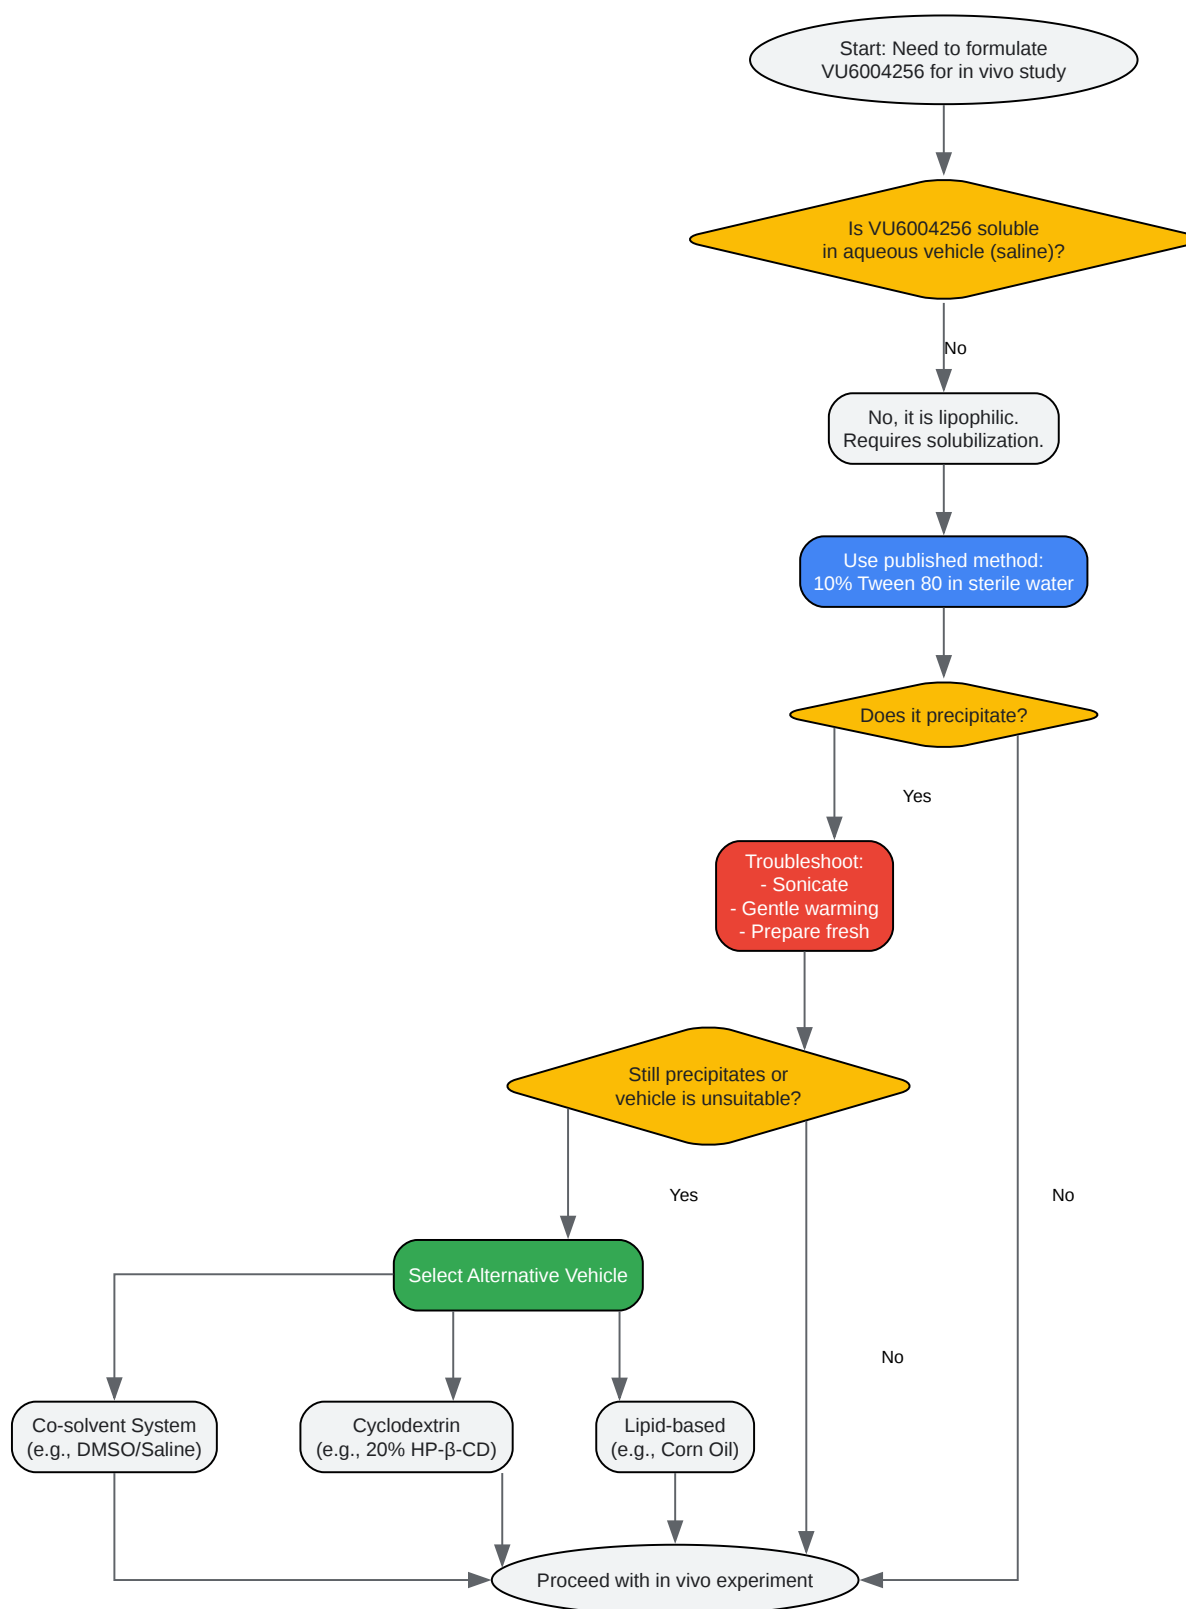 Start: Need to formulate
VU6004256 for in vivo study
Is VU6004256 soluble
in aqueous vehicle (saline)?
No
No, it is lipophilic.
Requires solubilization.
Use published method:
10% Tween 80 in sterile water
Does it precipitate?
Yes
Troubleshoot:
- Sonicate
- Gentle warming
- Prepare fresh
Still precipitates or
vehicle is unsuitable?
Yes
No
Select Alternative Vehicle
No
Co-solvent System
(e.g., DMSO/Saline)
Cyclodextrin
(e.g., 20% HP-β-CD)
Lipid-based
(e.g., Corn Oil)
Proceed with in vivo experiment